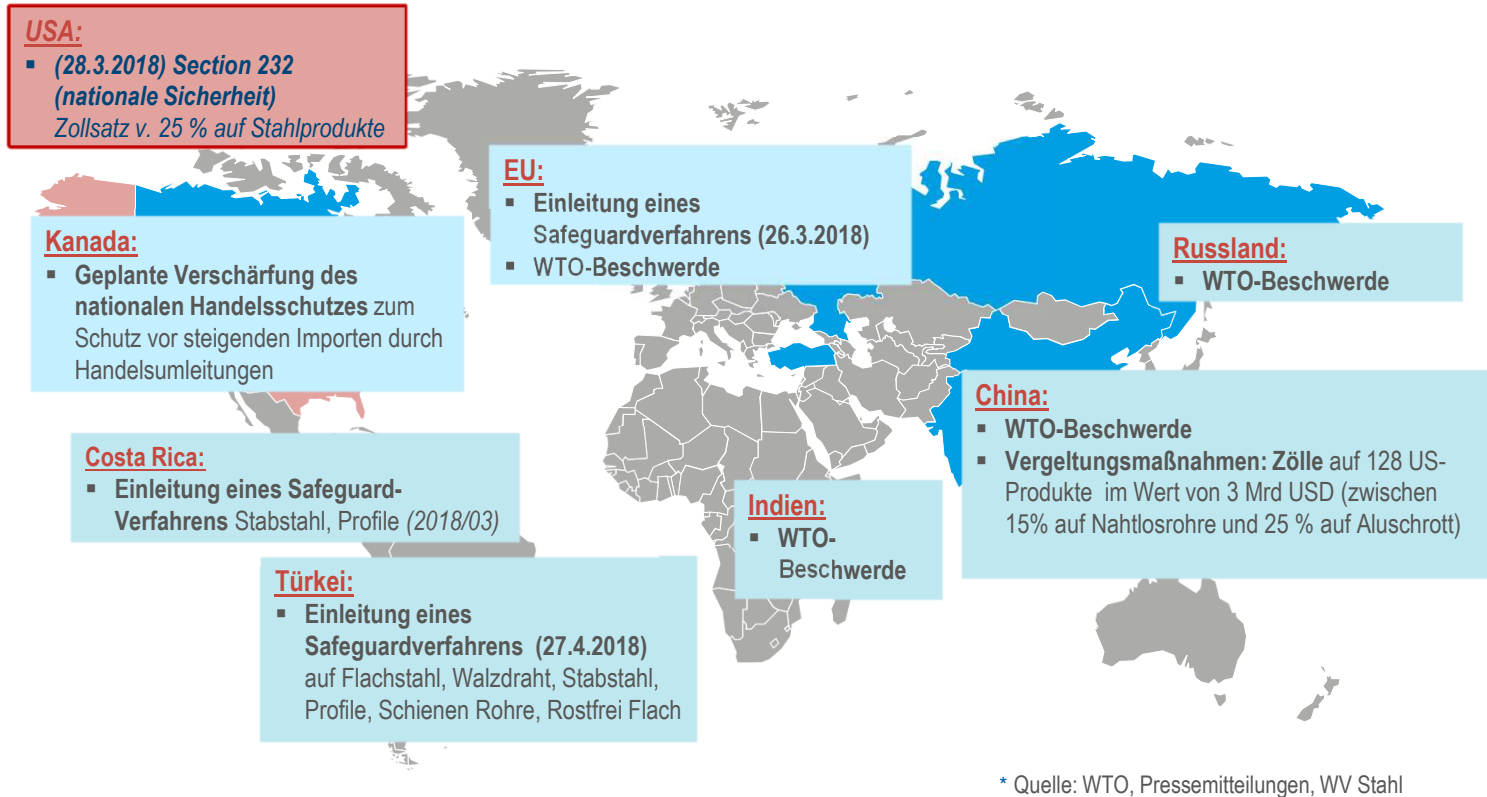 USA:
▪ (28.3.2018) Section 232
(nationale Sicherheit)
Zollsatz v. 25 % auf Stahlprodukte
EU:
▪ Einleitung eines
Safeguardverfahrens (26.3.2018)
▪ WTO-Beschwerde
Kanada:
▪ Geplante Verschärfung des
nationalen Handelsschutzes zum
Schutz vor steigenden Importen durch
Handelsumleitungen
Russland:
▪ WTO-Beschwerde
China:
▪ WTO-Beschwerde
▪ Vergeltungsmaßnahmen: Zölle auf 128 US-
Produkte im Wert von 3 Mrd USD (zwischen
15% auf Nahtlosrohre und 25 % auf Aluschrott)
Costa Rica:
▪ Einleitung eines Safeguard-
Verfahrens Stabstahl, Profile (2018/03)
Indien:
▪ WTO-
Beschwerde
Türkei:
▪ Einleitung eines
Safeguardverfahrens (27.4.2018)
auf Flachstahl, Walzdraht, Stabstahl,
Profile, Schienen Rohre, Rostfrei Flach
* Quelle: WTO, Pressemitteilungen, WV Stahl